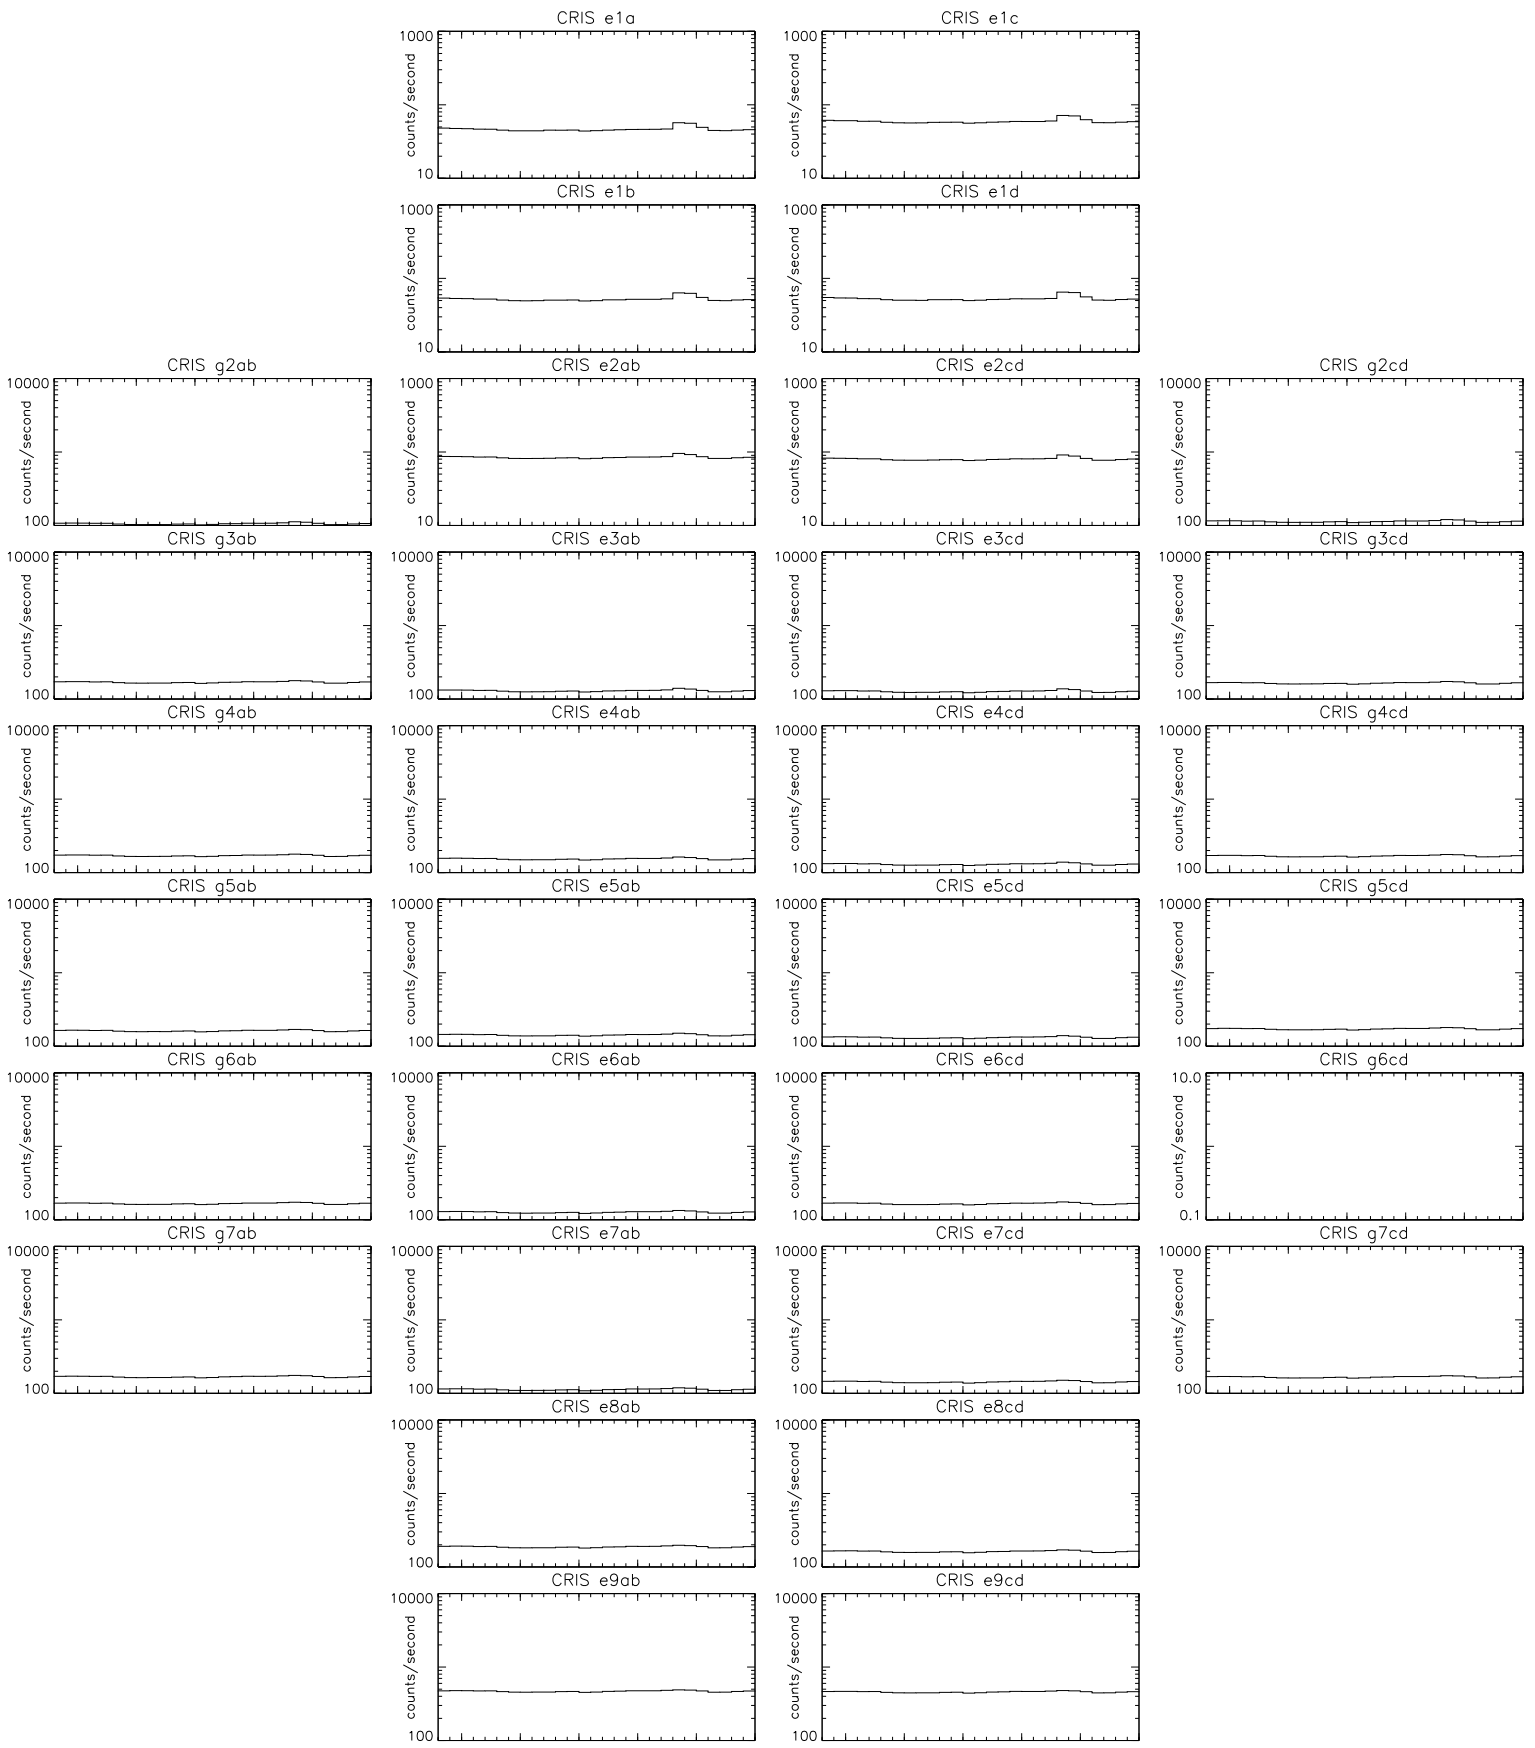 CRIS e1a
CRIS e1c
1000
counts/second
10
1000
counts/second
10
CRIS e1b
CRIS e1d
1000
counts/second
10
1000
counts/second
10
CRIS g2ab
CRIS e2ab
CRIS e2cd
CRIS g2cd
10000
counts/second
100
1000
counts/second
10
1000
counts/second
10
10000
counts/second
100
CRIS g3ab
CRIS e3ab
CRIS e3cd
CRIS g3cd
10000
counts/second
100
10000
counts/second
100
10000
counts/second
100
10000
counts/second
100
CRIS g4ab
CRIS e4ab
CRIS e4cd
CRIS g4cd
10000
counts/second
100
10000
counts/second
100
10000
counts/second
100
10000
counts/second
100
CRIS g5ab
CRIS e5ab
CRIS e5cd
CRIS g5cd
10000
counts/second
100
10000
counts/second
100
10000
counts/second
100
10000
counts/second
100
CRIS g6ab
CRIS e6ab
CRIS e6cd
CRIS g6cd
10000
counts/second
100
10000
counts/second
100
10000
counts/second
100
10.0
counts/second
0.1
CRIS g7ab
CRIS e7ab
CRIS e7cd
CRIS g7cd
10000
counts/second
100
10000
counts/second
100
10000
counts/second
100
10000
counts/second
100
CRIS e8ab
CRIS e8cd
10000
counts/second
100
10000
counts/second
100
CRIS e9ab
CRIS e9cd
10000
counts/second
100
10000
counts/second
100